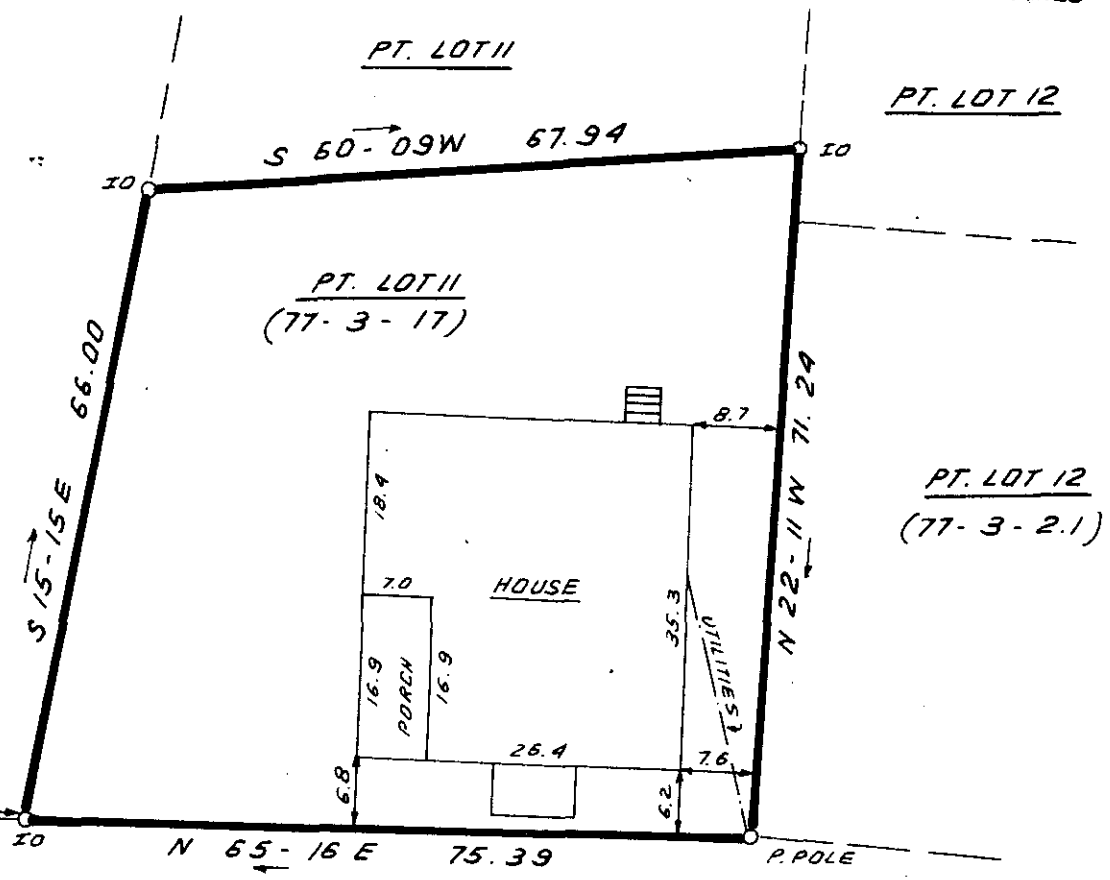 PT. LOT 11
PT. LOT 12
S 60-09W 67.94
IO
IO
PT. LOT 11
(77-3-17)
S 15-15E 66.00
8.7
N 22-11W 71.24
PT. LOT 12
(77-3-2.1)
18.4
7.0
HOUSE
35.3
UTILITIES
16.9
PORCH
16.9
26.4
7.6
6.8
6.2
IO
N 65-16 E 75.39
P. POLE